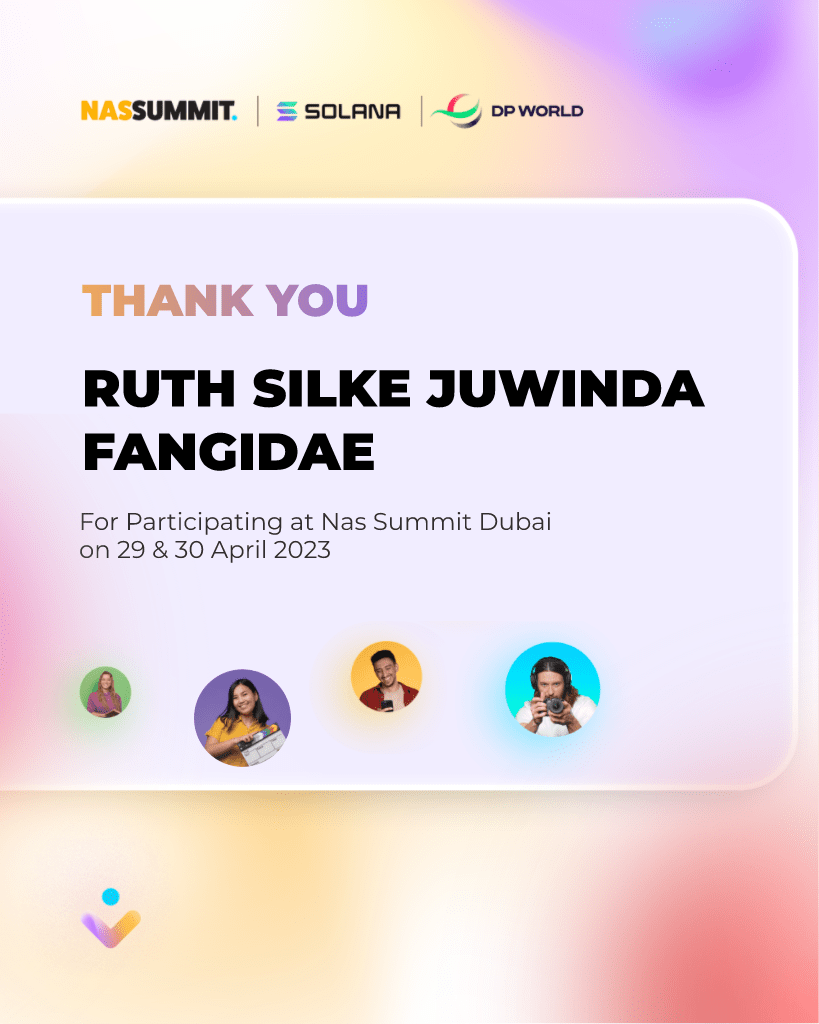 NASSUMMIT. SOLANA DP WORLD
THANK YOU
RUTH SILKE JUWINDA
FANGIDAE
For Participating at Nas Summit Dubai
on 29 & 30 April 2023